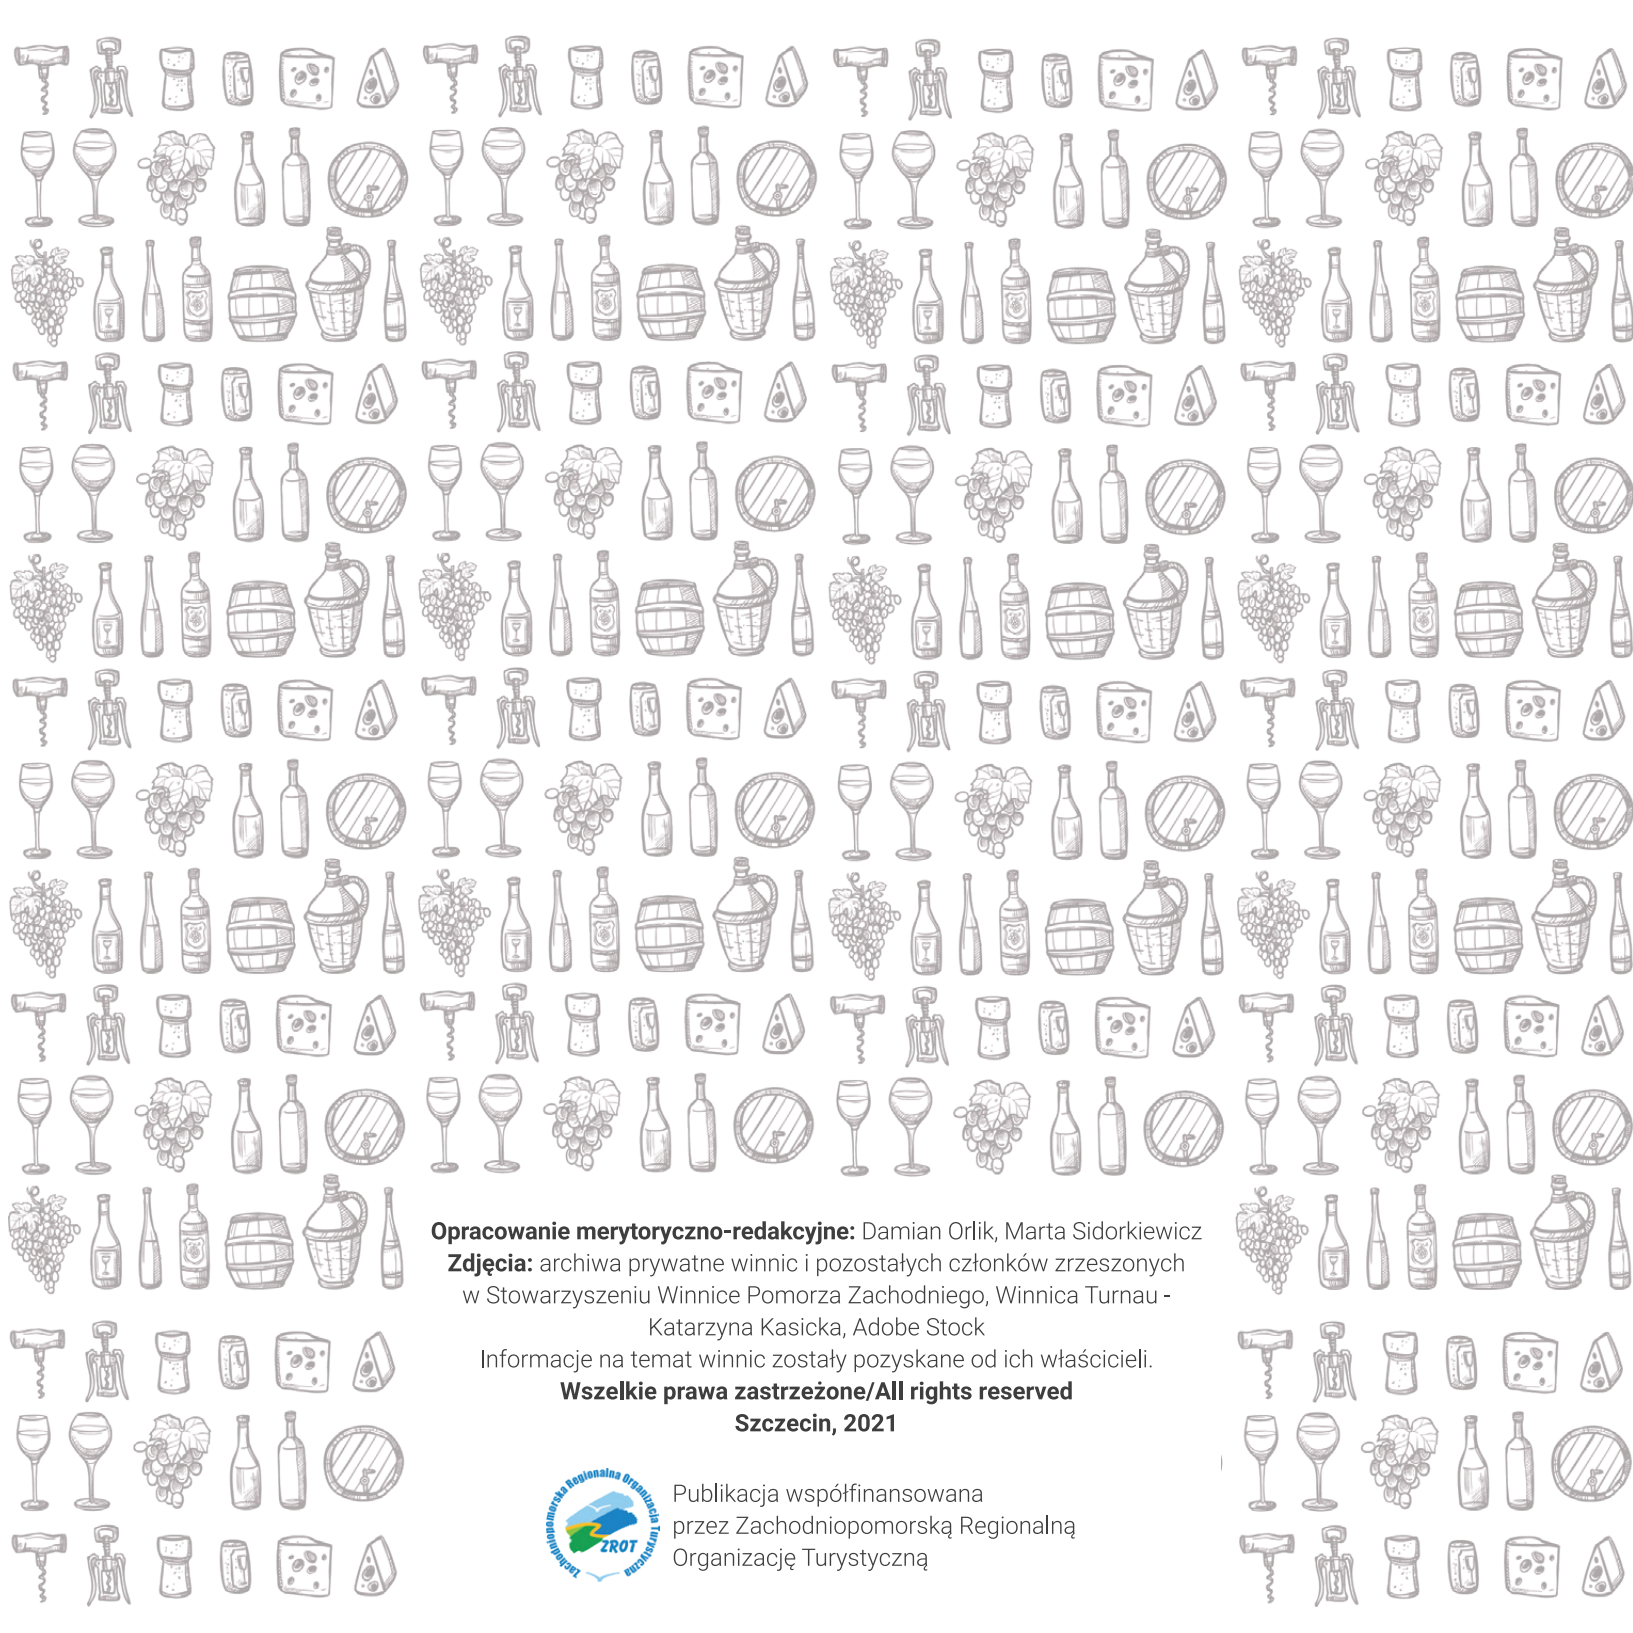 Opracowanie merytoryczno-redakcyjne: Damian Orlik, Marta Sidorkiewicz
Zdjęcia: archiwa prywatne winnic i pozostałych członków zrzeszonych
w Stowarzyszeniu Winnice Pomorza Zachodniego, Winnica Turnau -
Katarzyna Kasicka, Adobe Stock
Informacje na temat winnic zostały pozyskane od ich właścicieli.
Wszelkie prawa zastrzeżone/All rights reserved
Szczecin, 2021
Zachodniopomorska Regionalna Organizacja Turystyczna
ZROT
Publikacja współfinansowana
przez Zachodniopomorską Regionalną
Organizację Turystyczną